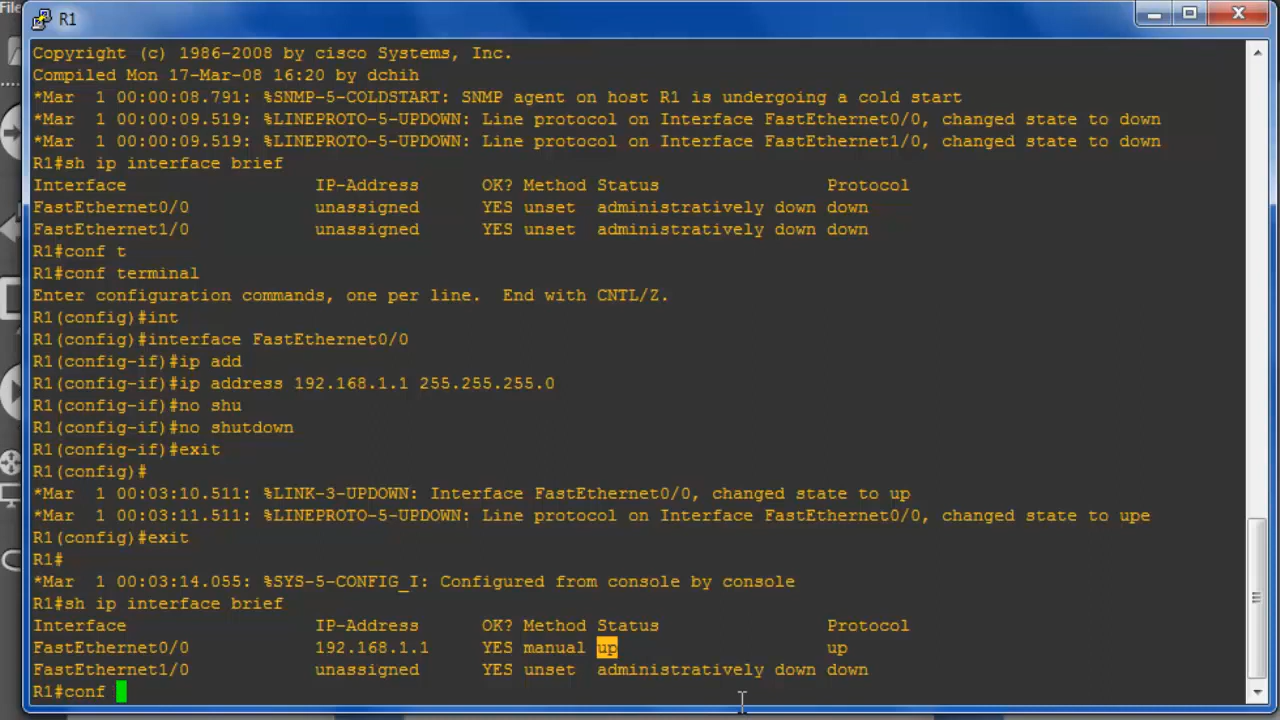 File
R1
Copyright (c) 1986-2008 by cisco Systems, Inc.
Compiled Mon 17-Mar-08 16:20 by dchih
*Mar  1 00:00:08.791: %SNMP-5-COLDSTART: SNMP agent on host R1 is undergoing a cold start
*Mar  1 00:00:09.519: %LINEPROTO-5-UPDOWN: Line protocol on Interface FastEthernet0/0, changed state to down
*Mar  1 00:00:09.519: %LINEPROTO-5-UPDOWN: Line protocol on Interface FastEthernet1/0, changed state to down
R1#sh ip interface brief
Interface                  IP-Address      OK? Method Status                Protocol
FastEthernet0/0            unassigned      YES unset  administratively down down
FastEthernet1/0            unassigned      YES unset  administratively down down
R1#conf t
R1#conf terminal
Enter configuration commands, one per line.  End with CNTL/Z.
R1(config)#int
R1(config)#interface FastEthernet0/0
R1(config-if)#ip add
R1(config-if)#ip address 192.168.1.1 255.255.255.0
R1(config-if)#no shu
R1(config-if)#no shutdown
R1(config-if)#exit
R1(config)#
*Mar  1 00:03:10.511: %LINK-3-UPDOWN: Interface FastEthernet0/0, changed state to up
*Mar  1 00:03:11.511: %LINEPROTO-5-UPDOWN: Line protocol on Interface FastEthernet0/0, changed state to upe
R1(config)#exit
R1#
*Mar  1 00:03:14.055: %SYS-5-CONFIG_I: Configured from console by console
R1#sh ip interface brief
Interface                  IP-Address      OK? Method Status                Protocol
FastEthernet0/0            192.168.1.1     YES manual up                    up
FastEthernet1/0            unassigned      YES unset  administratively down down
R1#conf